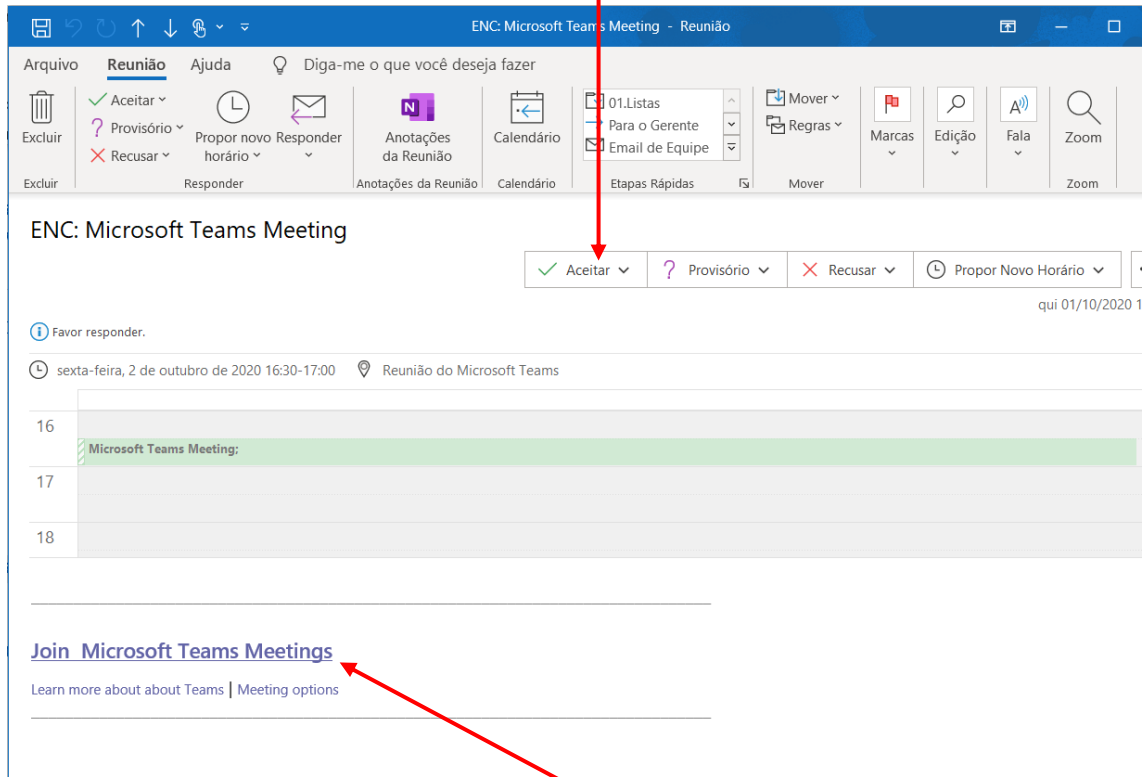 ENC: Microsoft Teams Meeting - Reunião
Arquivo Reunião Ajuda Diga-me o que você deseja fazer
Excluir
Aceitar
Provisório
Recusar
Propor novo horário
Responder
Anotações da Reunião
Calendário
01.Listas
Para o Gerente
Email de Equipe
Mover
Regras
Marcas
Edição
Fala
Zoom
Excluir Responder Anotações da Reunião Calendário Etapas Rápidas Mover Zoom
ENC: Microsoft Teams Meeting
Aceitar Provisório Recusar Propor Novo Horário
qui 01/10/2020 1
Favor responder.
sexta-feira, 2 de outubro de 2020 16:30-17:00 Reunião do Microsoft Teams
16
Microsoft Teams Meeting;
17
18
Join Microsoft Teams Meetings
Learn more about about Teams | Meeting options